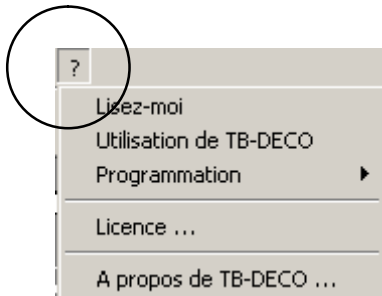 ?
Lisez-moi
Utilisation de TB-DECO
Programmation
Licence ...
A propos de TB-DECO ...